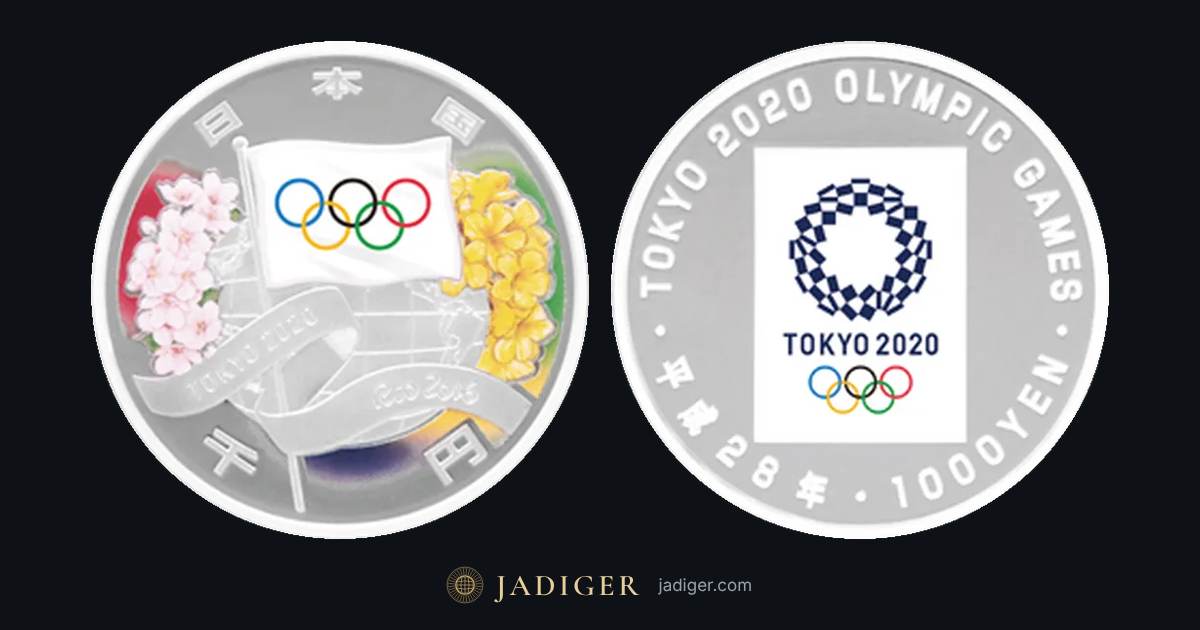 日本国
TOKYO 2020
Rio 2016
千円
TOKYO 2020 OLYMPIC GAMES
TOKYO 2020
平成28年・1000YEN
JADIGER
jadiger.com